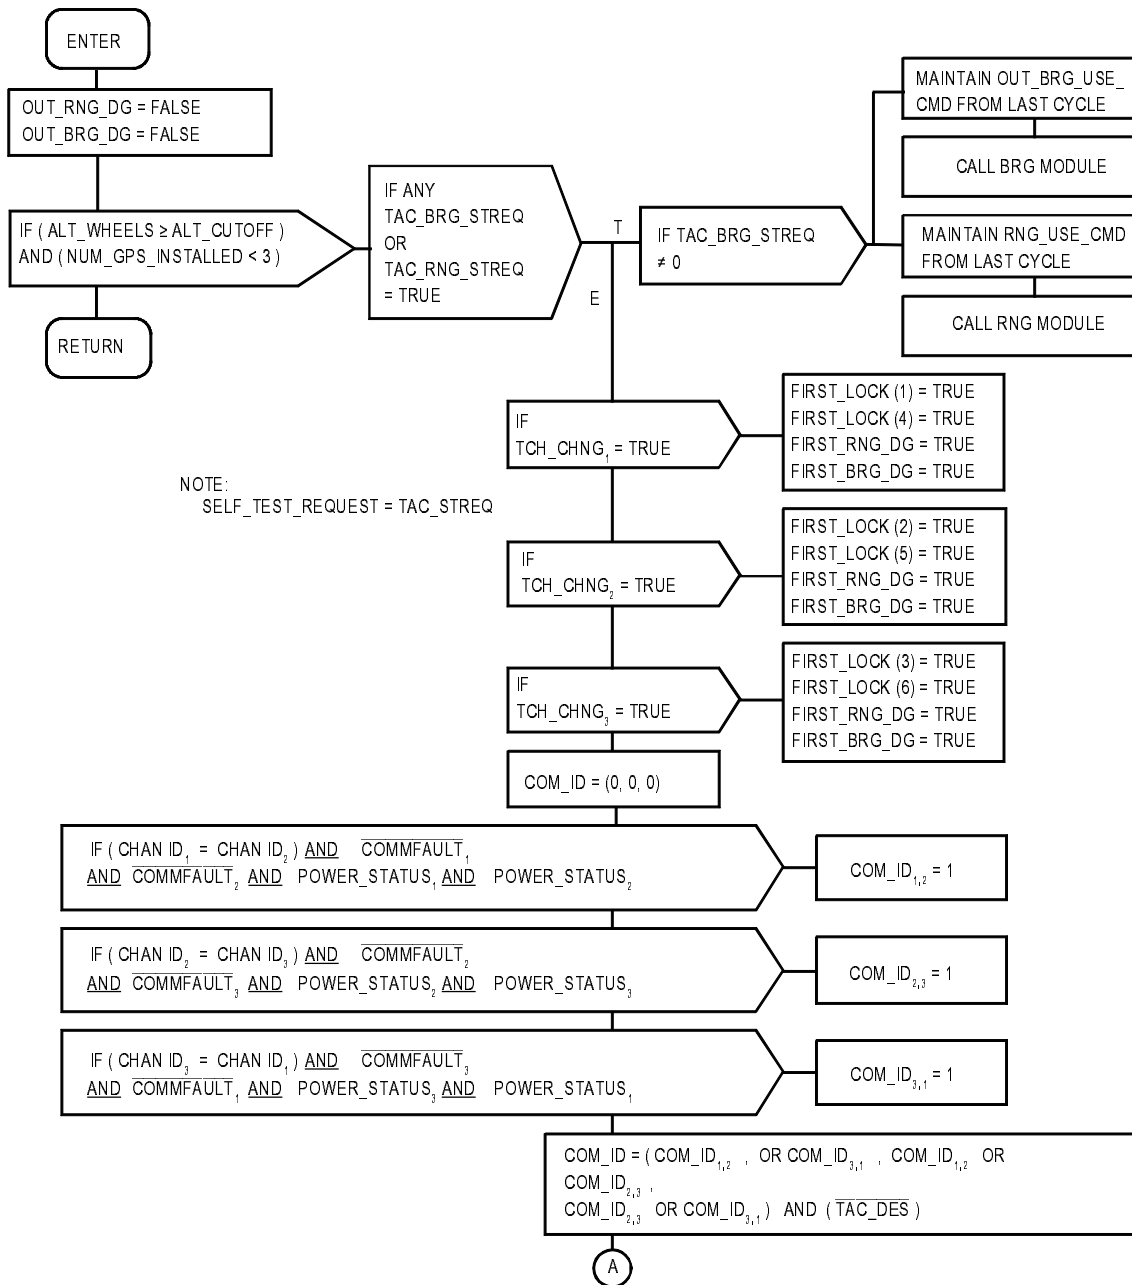 ENTER
OUT_RNG_DG = FALSE
OUT_BRG_DG = FALSE
IF ( ALT_WHEELS ≥ ALT_CUTOFF )
AND ( NUM_GPS_INSTALLED < 3 )
RETURN
IF ANY
TAC_BRG_STREQ
OR
TAC_RNG_STREQ
= TRUE
T
E
IF TAC_BRG_STREQ
≠ 0
MAINTAIN OUT_BRG_USE_
CMD FROM LAST CYCLE
CALL BRG MODULE
MAINTAIN RNG_USE_CMD
FROM LAST CYCLE
CALL RNG MODULE
IF
TCH_CHNG₁ = TRUE
FIRST_LOCK (1) = TRUE
FIRST_LOCK (4) = TRUE
FIRST_RNG_DG = TRUE
FIRST_BRG_DG = TRUE
NOTE:
SELF_TEST_REQUEST = TAC_STREQ
IF
TCH_CHNG₂ = TRUE
FIRST_LOCK (2) = TRUE
FIRST_LOCK (5) = TRUE
FIRST_RNG_DG = TRUE
FIRST_BRG_DG = TRUE
IF
TCH_CHNG₃ = TRUE
FIRST_LOCK (3) = TRUE
FIRST_LOCK (6) = TRUE
FIRST_RNG_DG = TRUE
FIRST_BRG_DG = TRUE
COM_ID = (0, 0, 0)
IF ( CHAN ID₁ = CHAN ID₂ ) AND C̅O̅M̅M̅F̅A̅U̅L̅T̅₁
AND C̅O̅M̅M̅F̅A̅U̅L̅T̅₂ AND POWER_STATUS₁ AND POWER_STATUS₂
COM_ID₁,₂ = 1
IF ( CHAN ID₂ = CHAN ID₃ ) AND C̅O̅M̅M̅F̅A̅U̅L̅T̅₂
AND C̅O̅M̅M̅F̅A̅U̅L̅T̅₃ AND POWER_STATUS₂ AND POWER_STATUS₃
COM_ID₂,₃ = 1
IF ( CHAN ID₃ = CHAN ID₁ ) AND C̅O̅M̅M̅F̅A̅U̅L̅T̅₃
AND C̅O̅M̅M̅F̅A̅U̅L̅T̅₁ AND POWER_STATUS₃ AND POWER_STATUS₁
COM_ID₃,₁ = 1
COM_ID = ( COM_ID₁,₂ , OR COM_ID₃,₁ , COM_ID₁,₂ OR
COM_ID₂,₃ ,
COM_ID₂,₃ OR COM_ID₃,₁ ) AND ( T̅A̅C̅_̅D̅E̅S̅ )
A